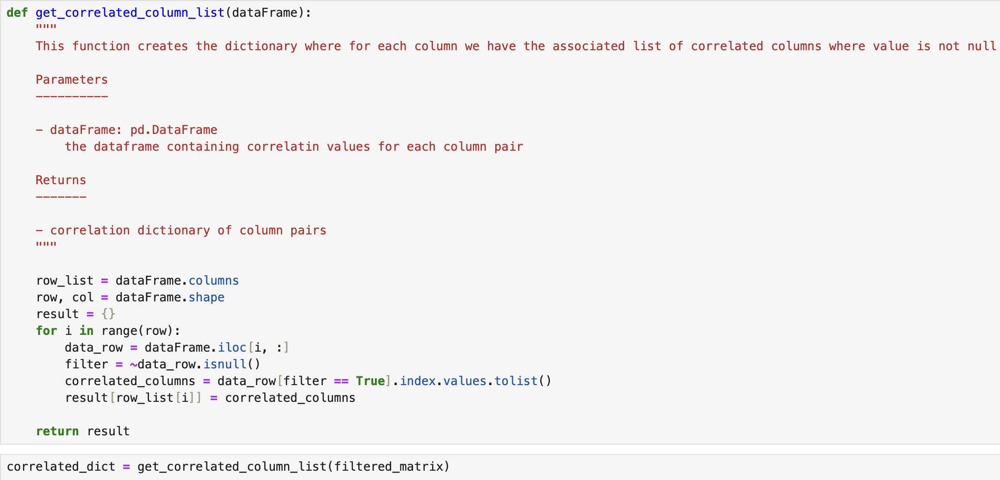 def get_correlated_column_list(dataFrame):
    """
    This function creates the dictionary where for each column we have the associated list of correlated columns where value is not null
    Parameters
    ----------
    - dataFrame: pd.DataFrame
        the dataframe containing correlatin values for each column pair
    Returns
    -------
    - correlation dictionary of column pairs
    """
    row_list = dataFrame.columns
    row, col = dataFrame.shape
    result = {}
    for i in range(row):
        data_row = dataFrame.iloc[i, :]
        filter = ~data_row.isnull()
        correlated_columns = data_row[filter == True].index.values.tolist()
        result[row_list[i]] = correlated_columns
    return result
correlated_dict = get_correlated_column_list(filtered_matrix)